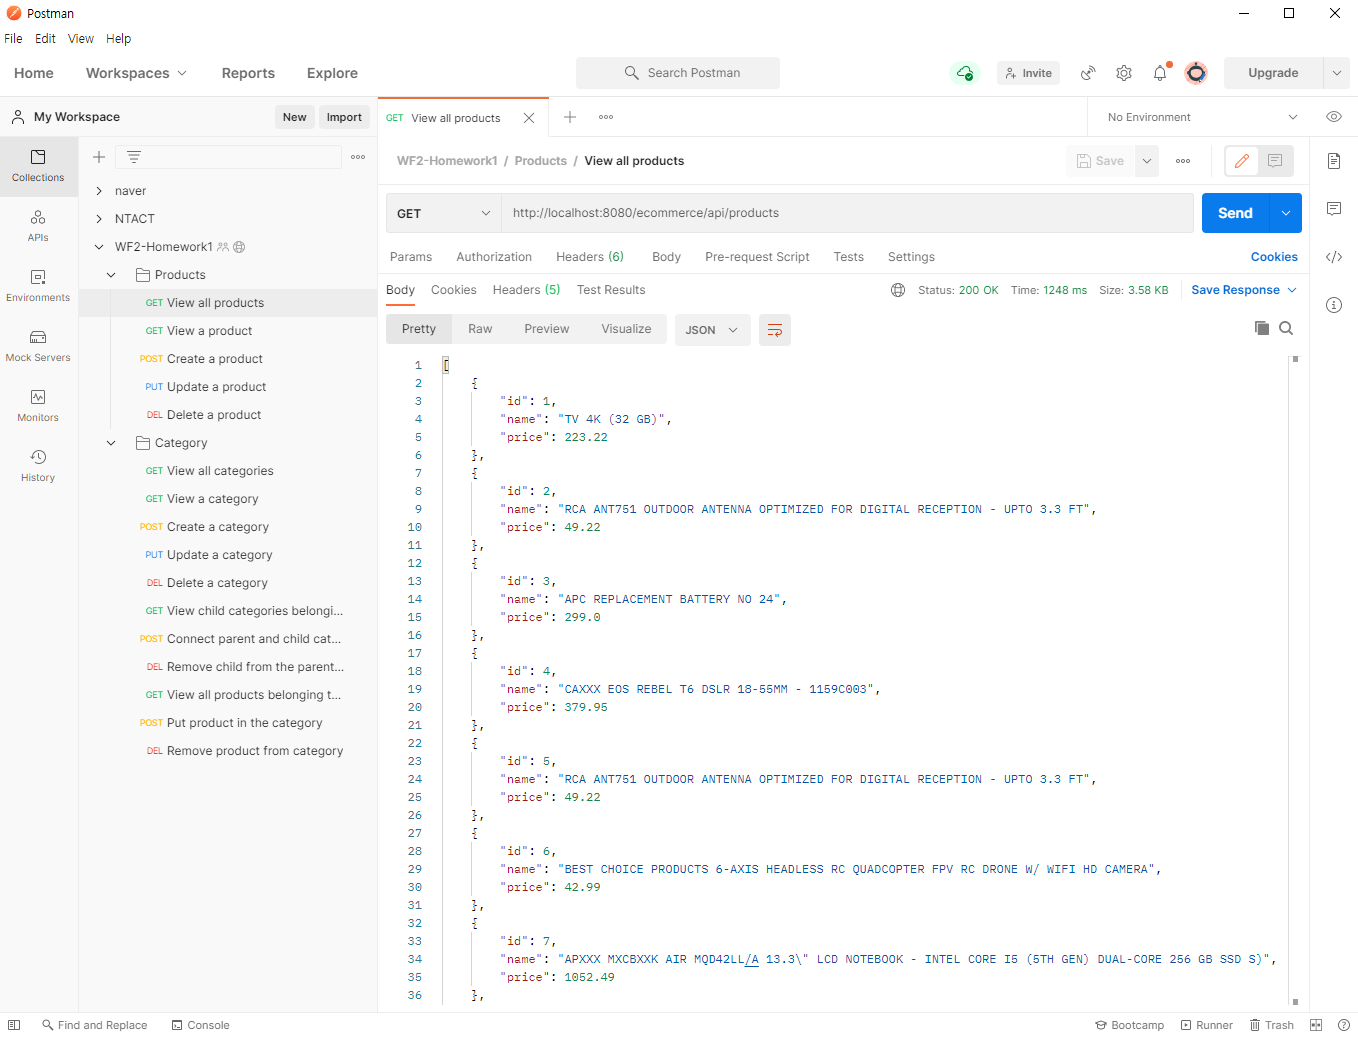 Postman
File Edit View Help
Home Workspaces Reports Explore Search Postman Invite Upgrade
My Workspace New Import
GET View all products No Environment
Collections
APIs
Environments
Mock Servers
Monitors
History
naver
NTACT
WF2-Homework1
Products
GET View all products
GET View a product
POST Create a product
PUT Update a product
DEL Delete a product
Category
GET View all categories
GET View a category
POST Create a category
PUT Update a category
DEL Delete a category
GET View child categories belongi...
POST Connect parent and child cat...
DEL Remove child from the parent...
GET View all products belonging t...
POST Put product in the category
DEL Remove product from category
WF2-Homework1 / Products / View all products Save
GET http://localhost:8080/ecommerce/api/products Send
Params Authorization Headers (6) Body Pre-request Script Tests Settings Cookies
Body Cookies Headers (5) Test Results Status: 200 OK Time: 1248 ms Size: 3.58 KB Save Response
Pretty Raw Preview Visualize JSON
1 [
2 {
3 "id": 1,
4 "name": "TV 4K (32 GB)",
5 "price": 223.22
6 },
7 {
8 "id": 2,
9 "name": "RCA ANT751 OUTDOOR ANTENNA OPTIMIZED FOR DIGITAL RECEPTION - UPTO 3.3 FT",
10 "price": 49.22
11 },
12 {
13 "id": 3,
14 "name": "APC REPLACEMENT BATTERY NO 24",
15 "price": 299.0
16 },
17 {
18 "id": 4,
19 "name": "CAXXX EOS REBEL T6 DSLR 18-55MM - 1159C003",
20 "price": 379.95
21 },
22 {
23 "id": 5,
24 "name": "RCA ANT751 OUTDOOR ANTENNA OPTIMIZED FOR DIGITAL RECEPTION - UPTO 3.3 FT",
25 "price": 49.22
26 },
27 {
28 "id": 6,
29 "name": "BEST CHOICE PRODUCTS 6-AXIS HEADLESS RC QUADCOPTER FPV RC DRONE W/ WIFI HD CAMERA",
30 "price": 42.99
31 },
32 {
33 "id": 7,
34 "name": "APXXX MXCBXXK AIR MQD42LL/A 13.3\" LCD NOTEBOOK - INTEL CORE I5 (5TH GEN) DUAL-CORE 256 GB SSD S)",
35 "price": 1052.49
36 },
Find and Replace Console Bootcamp Runner Trash